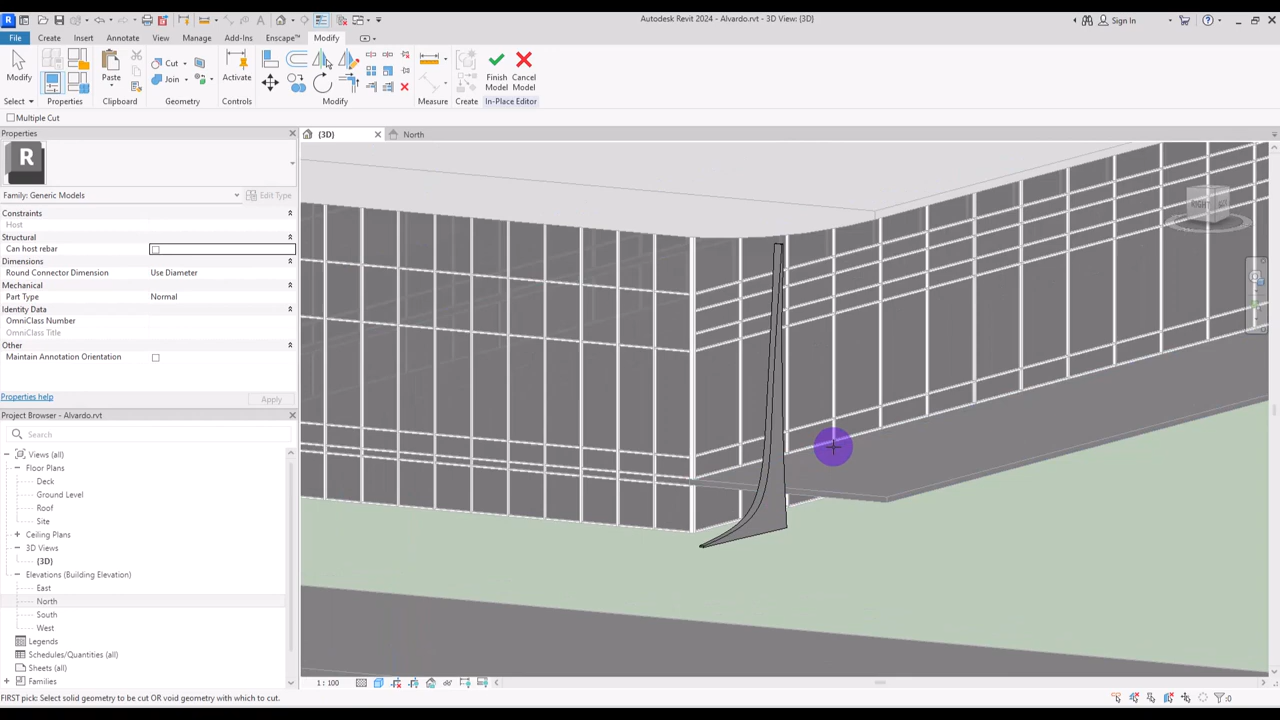 Autodesk Revit 2024 - Alvardo.rvt - 3D View: {3D}
Sign In
File Create Insert Annotate View Manage Add-Ins Enscape™ Modify
Modify Paste Cut Join Activate Finish Model Cancel Model
Select Properties Clipboard Geometry Controls Modify Measure Create In-Place Editor
Multiple Cut
Properties
{3D} North
R
Family: Generic Models Edit Type
Constraints
Host
Structural
Can host rebar
Dimensions
Round Connector Dimension Use Diameter
Mechanical
Part Type Normal
Identity Data
OmniClass Number
OmniClass Title
Other
Maintain Annotation Orientation
Properties help Apply
Project Browser - Alvardo.rvt
Search
Views (all)
Floor Plans
Deck
Ground Level
Roof
Site
Ceiling Plans
3D Views
{3D}
Elevations (Building Elevation)
East
North
South
West
Legends
Schedules/Quantities (all)
Sheets (all)
Families
RIGHT
1 : 100
FIRST pick: Select solid geometry to be cut OR void geometry with which to cut.
:0